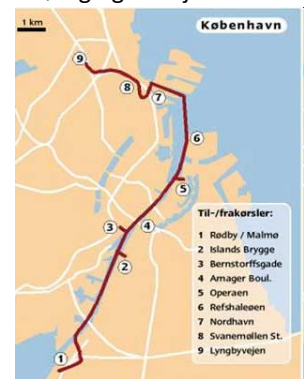 1 km
København
9
8
7
6
5
4
3
2
1
Til-/frakørsler:
1 Rødby / Malmø
2 Islands Brygge
3 Bernstorffsgade
4 Amager Boul.
5 Operaen
6 Refshaleøen
7 Nordhavn
8 Svanemøllen St.
9 Lyngbyvejen